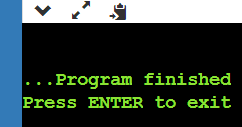 ...Program finished
Press ENTER to exit